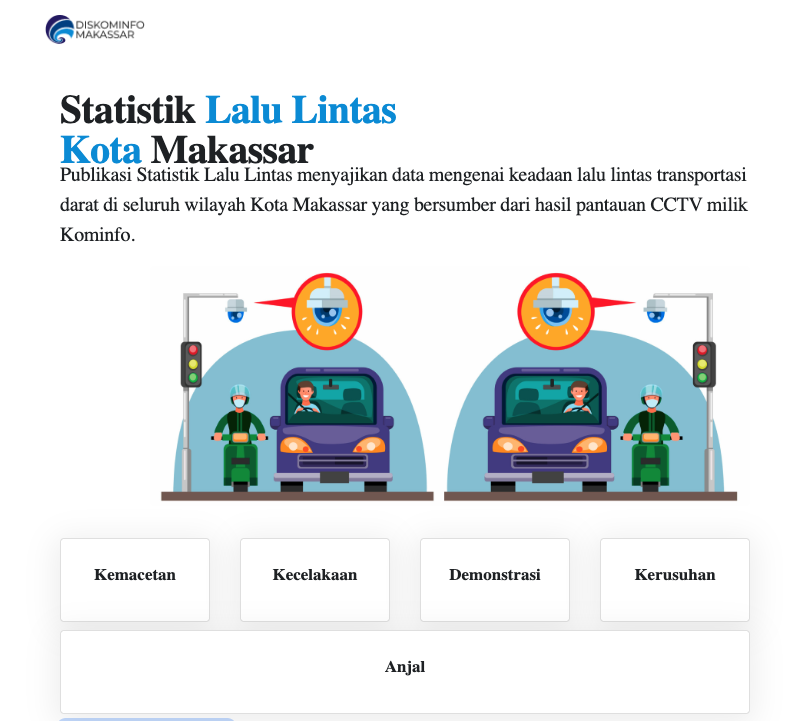 DISKOMINFO
MAKASSAR
Statistik Lalu Lintas
Kota Makassar
Publikasi Statistik Lalu Lintas menyajikan data mengenai keadaan lalu lintas transportasi
darat di seluruh wilayah Kota Makassar yang bersumber dari hasil pantauan CCTV milik
Kominfo.
Kemacetan
Kecelakaan
Demonstrasi
Kerusuhan
Anjal